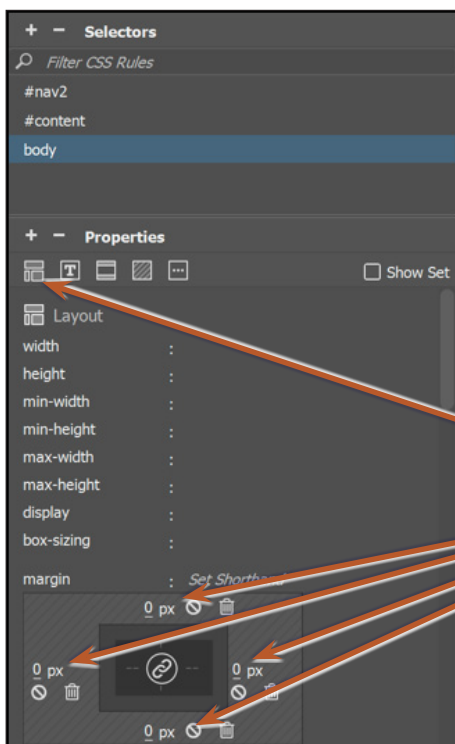 + − Selectors
Filter CSS Rules
#nav2
#content
body
+ − Properties
T Show Set
Layout
width :
height :
min-width :
min-height :
max-width :
max-height :
display :
box-sizing :
margin : Set Shorthand
0 px
0 px 0 px
0 px